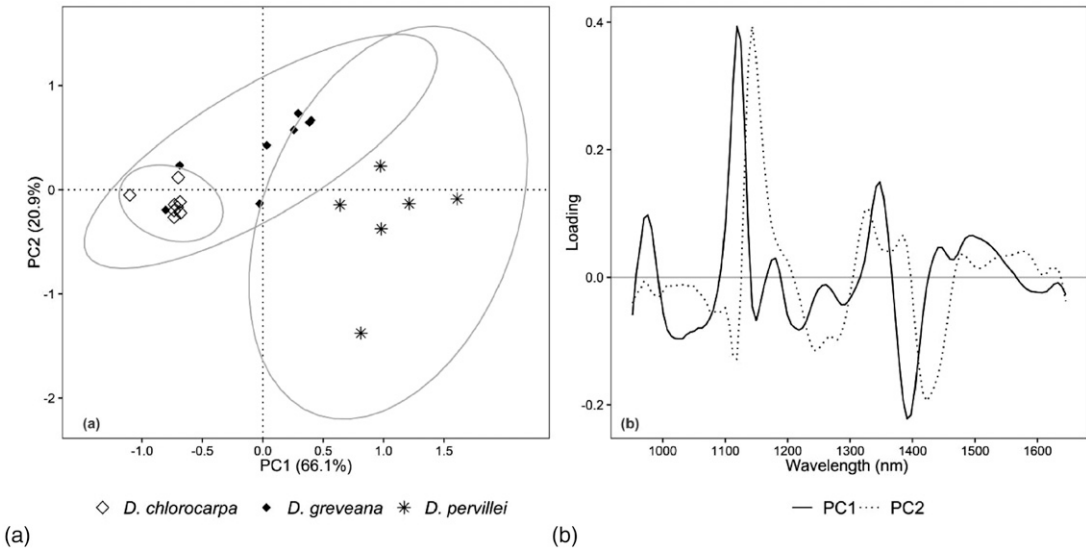 1
0
-1
-2
PC2 (20.9%)
(a)
-1.0 -0.5 0.0 0.5 1.0 1.5
PC1 (66.1%)
D. chlorocarpa D. greveana D. pervillei
(a)
0.4
0.2
0.0
-0.2
Loading
(b)
1000 1100 1200 1300 1400 1500 1600
Wavelength (nm)
PC1 PC2
(b)